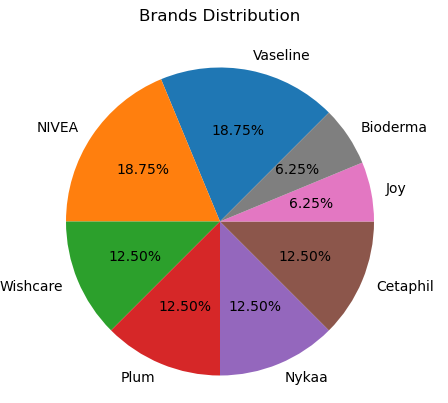 Brands Distribution
Vaseline
18.75%
NIVEA
18.75%
Bioderma
6.25%
Joy
6.25%
Wishcare
12.50%
Cetaphil
12.50%
Plum
12.50%
Nykaa
12.50%